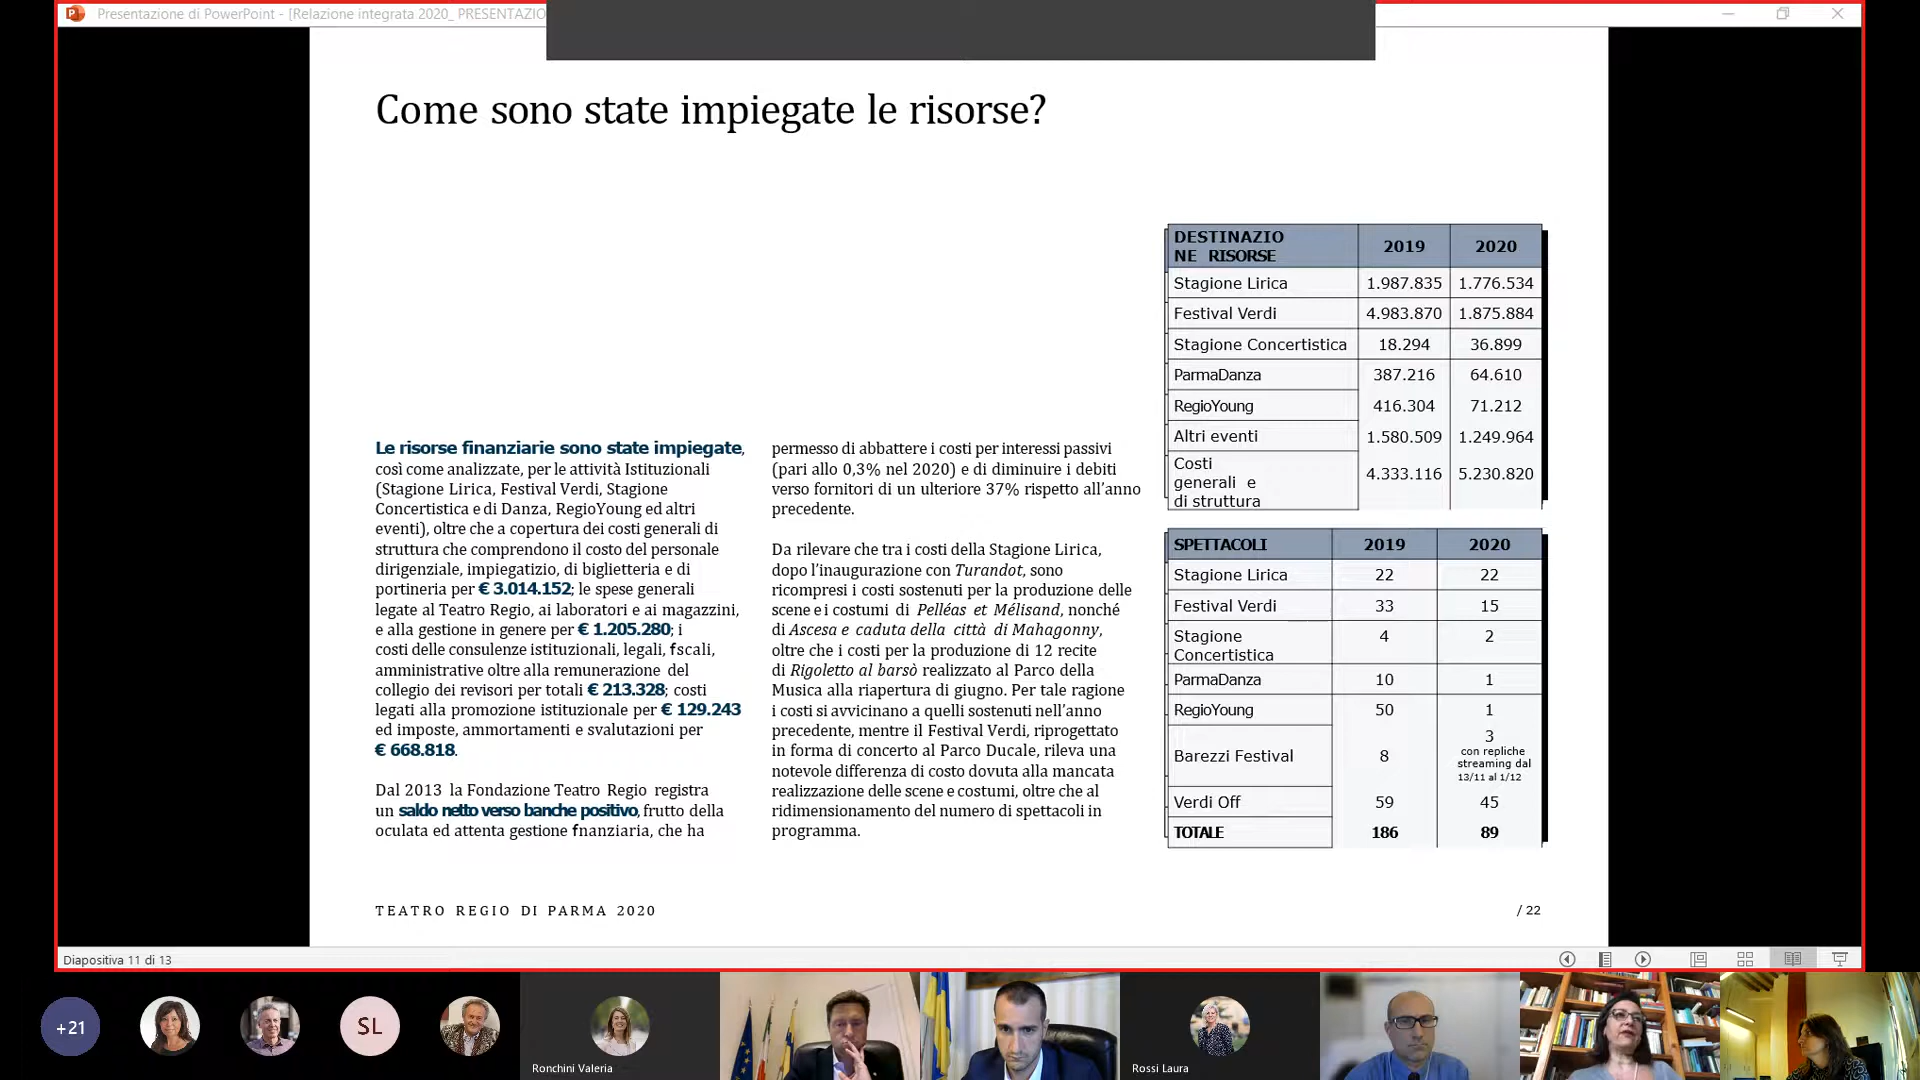 Presentazione di PowerPoint - [Relazione integrata 2020_ PRESENTAZIO
Come sono state impiegate le risorse?
Le risorse finanziarie sono state impiegate,
così come analizzate, per le attività Istituzionali
(Stagione Lirica, Festival Verdi, Stagione
Concertistica e di Danza, RegioYoung ed altri
eventi), oltre che a copertura dei costi generali di
struttura che comprendono il costo del personale
dirigenziale, impiegatizio, di biglietteria e di
portineria per € 3.014.152; le spese generali
legate al Teatro Regio, ai laboratori e ai magazzini,
e alla gestione in genere per € 1.205.280; i
costi delle consulenze istituzionali, legali, fscali,
amministrative oltre alla remunerazione del
collegio dei revisori per totali € 213.328; costi
legati alla promozione istituzionale per € 129.243
ed imposte, ammortamenti e svalutazioni per
€ 668.818.
Dal 2013 la Fondazione Teatro Regio registra
un saldo netto verso banche positivo, frutto della
oculata ed attenta gestione fnanziaria, che ha
permesso di abbattere i costi per interessi passivi
(pari allo 0,3% nel 2020) e di diminuire i debiti
verso fornitori di un ulteriore 37% rispetto all'anno
precedente.
Da rilevare che tra i costi della Stagione Lirica,
dopo l'inaugurazione con Turandot, sono
ricompresi i costi sostenuti per la produzione delle
scene e i costumi di Pelléas et Mélisand, nonché
di Ascesa e caduta della città di Mahagonny,
oltre che i costi per la produzione di 12 recite
di Rigoletto al barsò realizzato al Parco della
Musica alla riapertura di giugno. Per tale ragione
i costi si avvicinano a quelli sostenuti nell'anno
precedente, mentre il Festival Verdi, riprogettato
in forma di concerto al Parco Ducale, rileva una
notevole differenza di costo dovuta alla mancata
realizzazione delle scene e costumi, oltre che al
ridimensionamento del numero di spettacoli in
programma.
DESTINAZIO
NE RISORSE 2019 2020
Stagione Lirica 1.987.835 1.776.534
Festival Verdi 4.983.870 1.875.884
Stagione Concertistica 18.294 36.899
ParmaDanza 387.216 64.610
RegioYoung 416.304 71.212
Altri eventi 1.580.509 1.249.964
Costi
generali e 4.333.116 5.230.820
di struttura
SPETTACOLI 2019 2020
Stagione Lirica 22 22
Festival Verdi 33 15
Stagione 4 2
Concertistica
ParmaDanza 10 1
RegioYoung 50 1
Barezzi Festival 8 3
con repliche
streaming dal
13/11 al 1/12
Verdi Off 59 45
TOTALE 186 89
TEATRO REGIO DI PARMA 2020
/ 22
Diapositiva 11 di 13
+21
SL
Ronchini Valeria
Rossi Laura